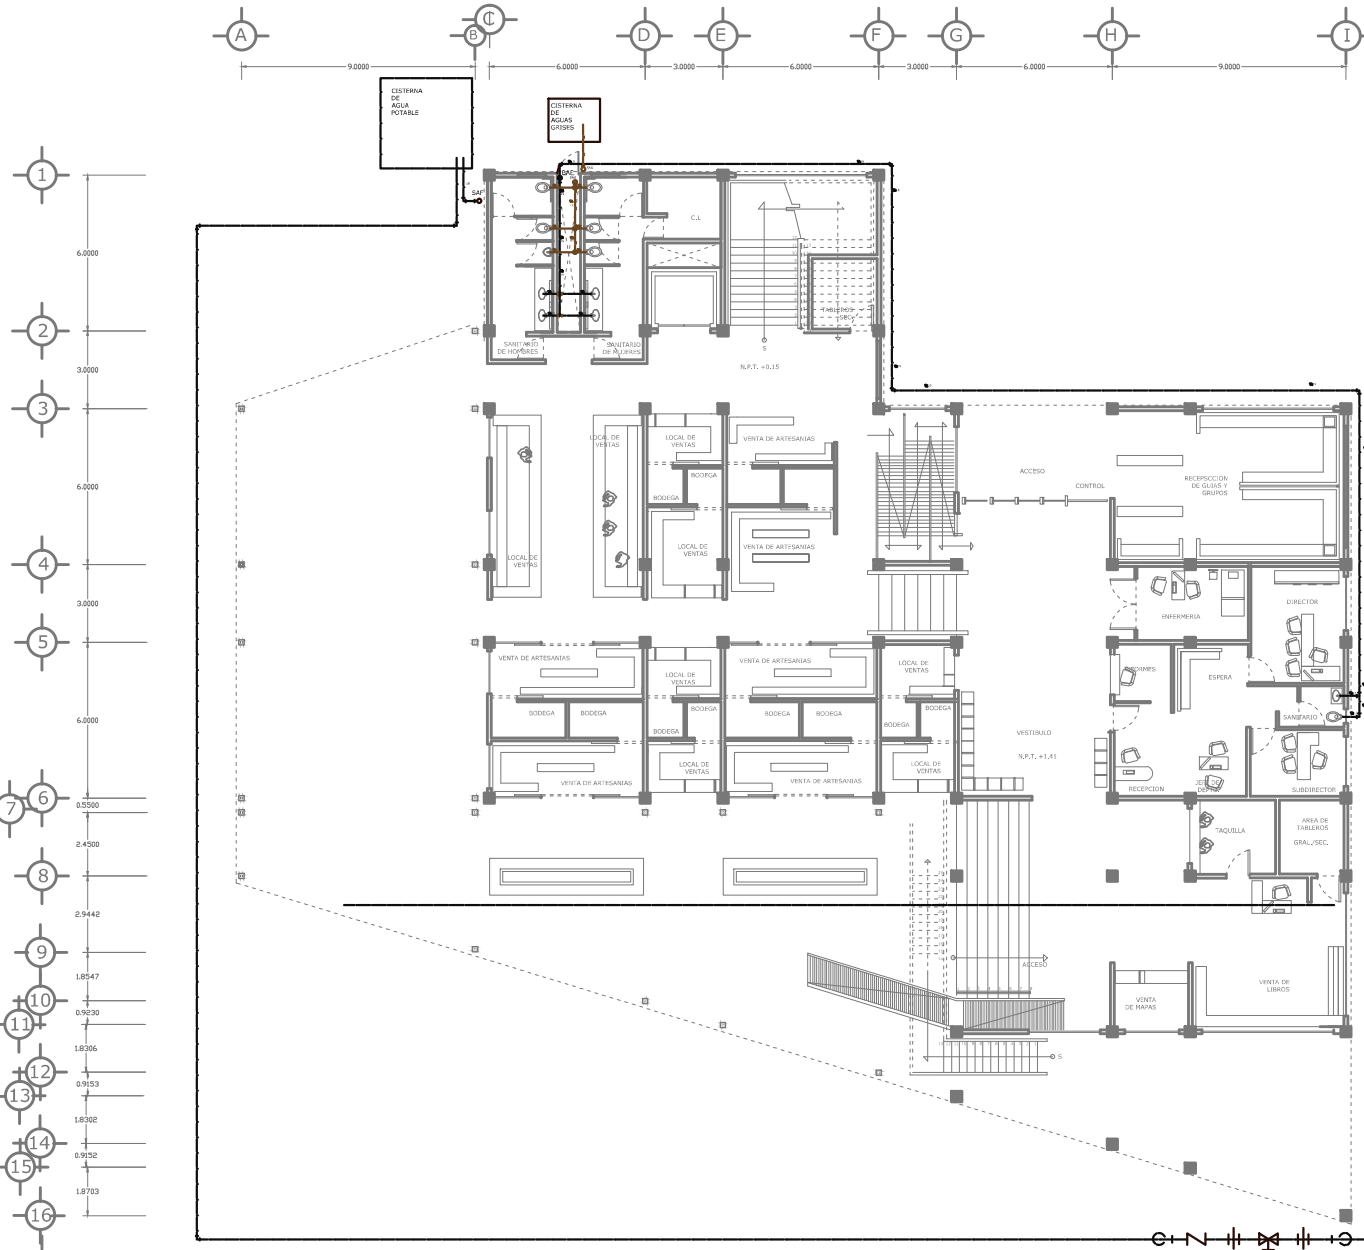 A
B
C
D
E
F
G
H
I
9.0000
6.0000
3.0000
6.0000
3.0000
6.0000
9.0000
CISTERNA
DE
AGUA
POTABLE
CISTERNA
DE
AGUAS
GRISES
1
SAF
BAF
C.L
6.0000
TABLEROS
SEC.
2
SANITARIO
DE HOMBRES
SANITARIO
DE MUJERES
S
3.0000
N.P.T. +0.15
3
LOCAL DE
VENTAS
LOCAL DE
VENTAS
VENTA DE ARTESANIAS
6.0000
BODEGA
BODEGA
ACCESO
CONTROL
RECEPSCCION
DE GUIAS Y
GRUPOS
LOCAL DE
VENTAS
LOCAL DE
VENTAS
VENTA DE ARTESANIAS
4
3.0000
ENFERMERIA
DIRECTOR
5
VENTA DE ARTESANIAS
LOCAL DE
VENTAS
VENTA DE ARTESANIAS
LOCAL DE
VENTAS
ESPERA
6.0000
BODEGA
BODEGA
BODEGA
BODEGA
BODEGA
BODEGA
BODEGA
BODEGA
SANITARIO
VESTIBULO
N.P.T. +1.41
VENTA DE ARTESANIAS
LOCAL DE
VENTAS
VENTA DE ARTESANIAS
LOCAL DE
VENTAS
RECEPCION
SUBDIRECTOR
6
7
0.5500
2.4500
TAQUILLA
AREA DE
TABLEROS
GRAL./SEC.
8
2.9442
9
ACCESO
1.8547
10
0.9230
VENTA
DE MAPAS
VENTA DE
LIBROS
11
1.8306
S
12
0.9153
13
1.8302
14
0.9152
15
1.8703
16